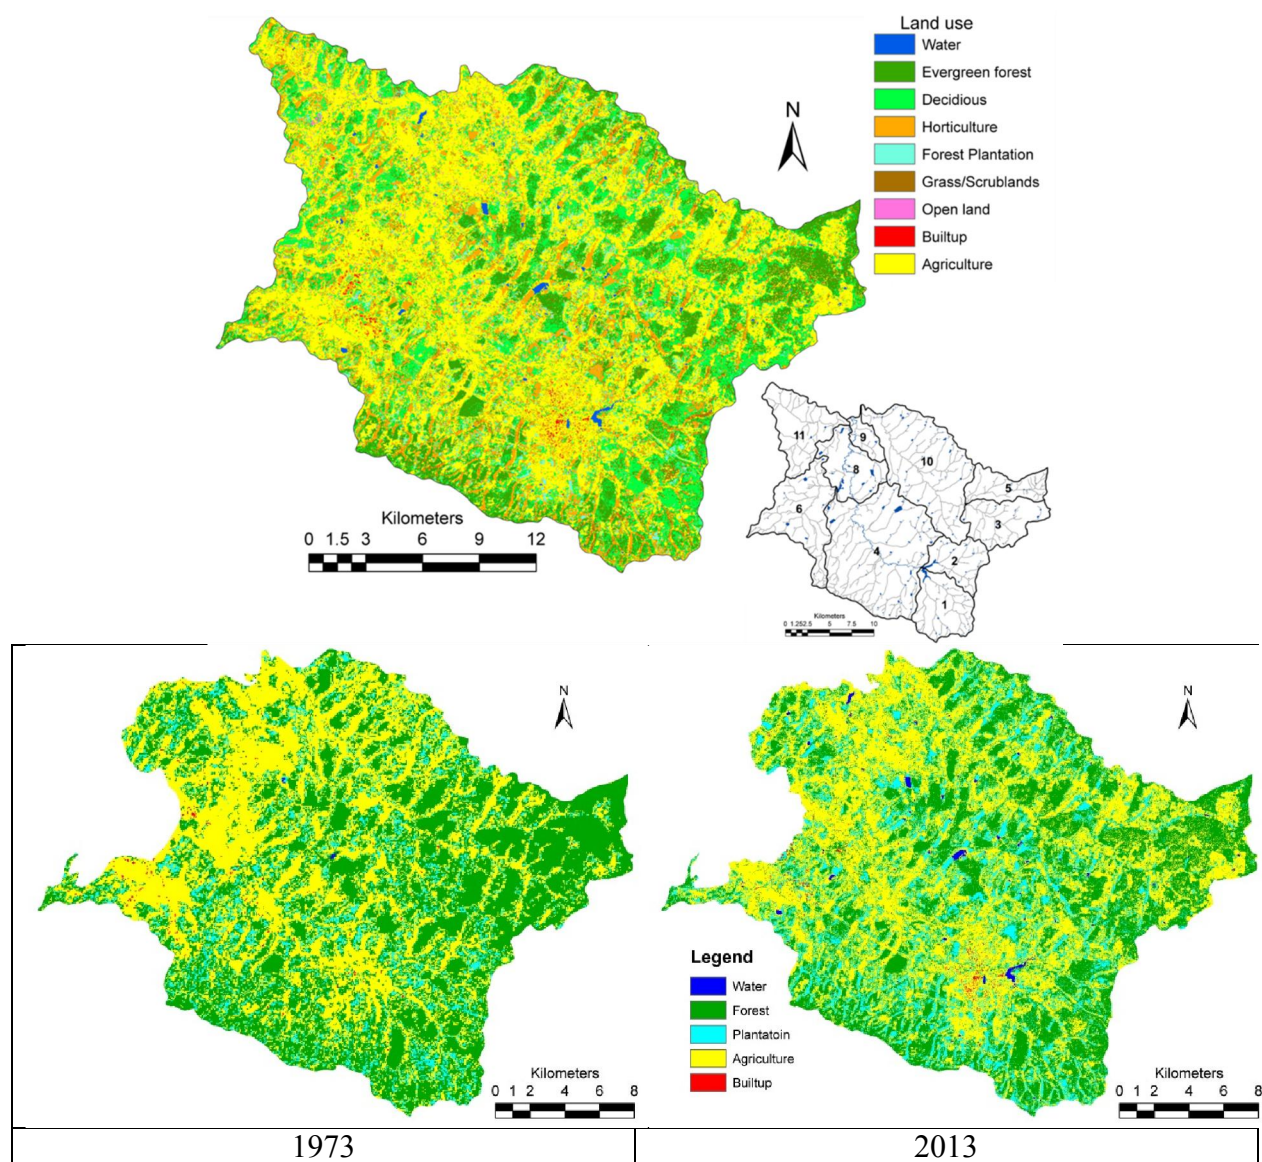 Land use
Water
Evergreen forest
Decidious
Horticulture
Forest Plantation
Grass/Scrublands
Open land
Builtup
Agriculture
N
Kilometers
0 1.5 3 6 9 12
11
9
10
8
5
6
3
4
2
1
Kilometers
0 1.252.5 5 7.5 10
N
Kilometers
0 1 2 4 6 8
1973
N
Legend
Water
Forest
Plantatoin
Agriculture
Builtup
Kilometers
0 1 2 4 6 8
2013